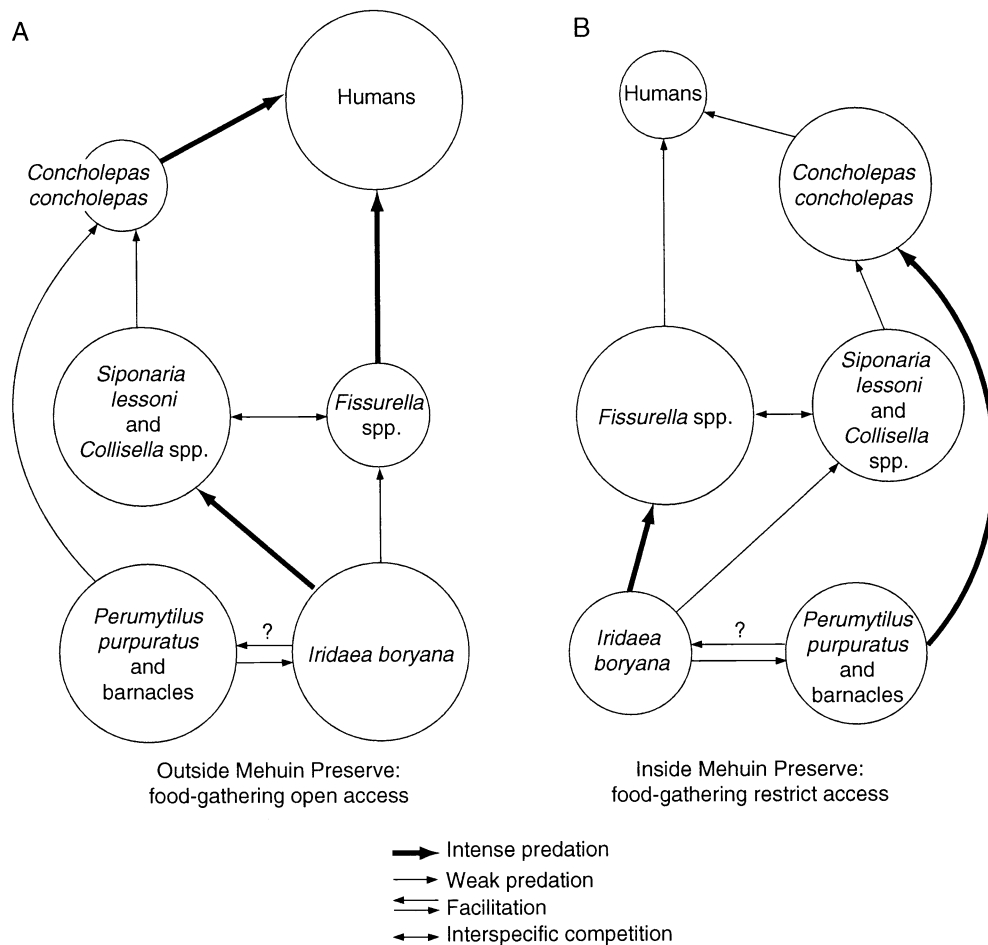 A
Humans
Concholepas
concholepas
Siponaria
lessoni
and
Collisella spp.
Fissurella
spp.
Perumytilus
purpuratus
and
barnacles
?
Iridaea boryana
Outside Mehuin Preserve:
food-gathering open access
B
Humans
Concholepas
concholepas
Fissurella spp.
Siponaria
lessoni
and
Collisella
spp.
Iridaea
boryana
?
Perumytilus
purpuratus
and
barnacles
Inside Mehuin Preserve:
food-gathering restrict access
Intense predation
Weak predation
Facilitation
Interspecific competition